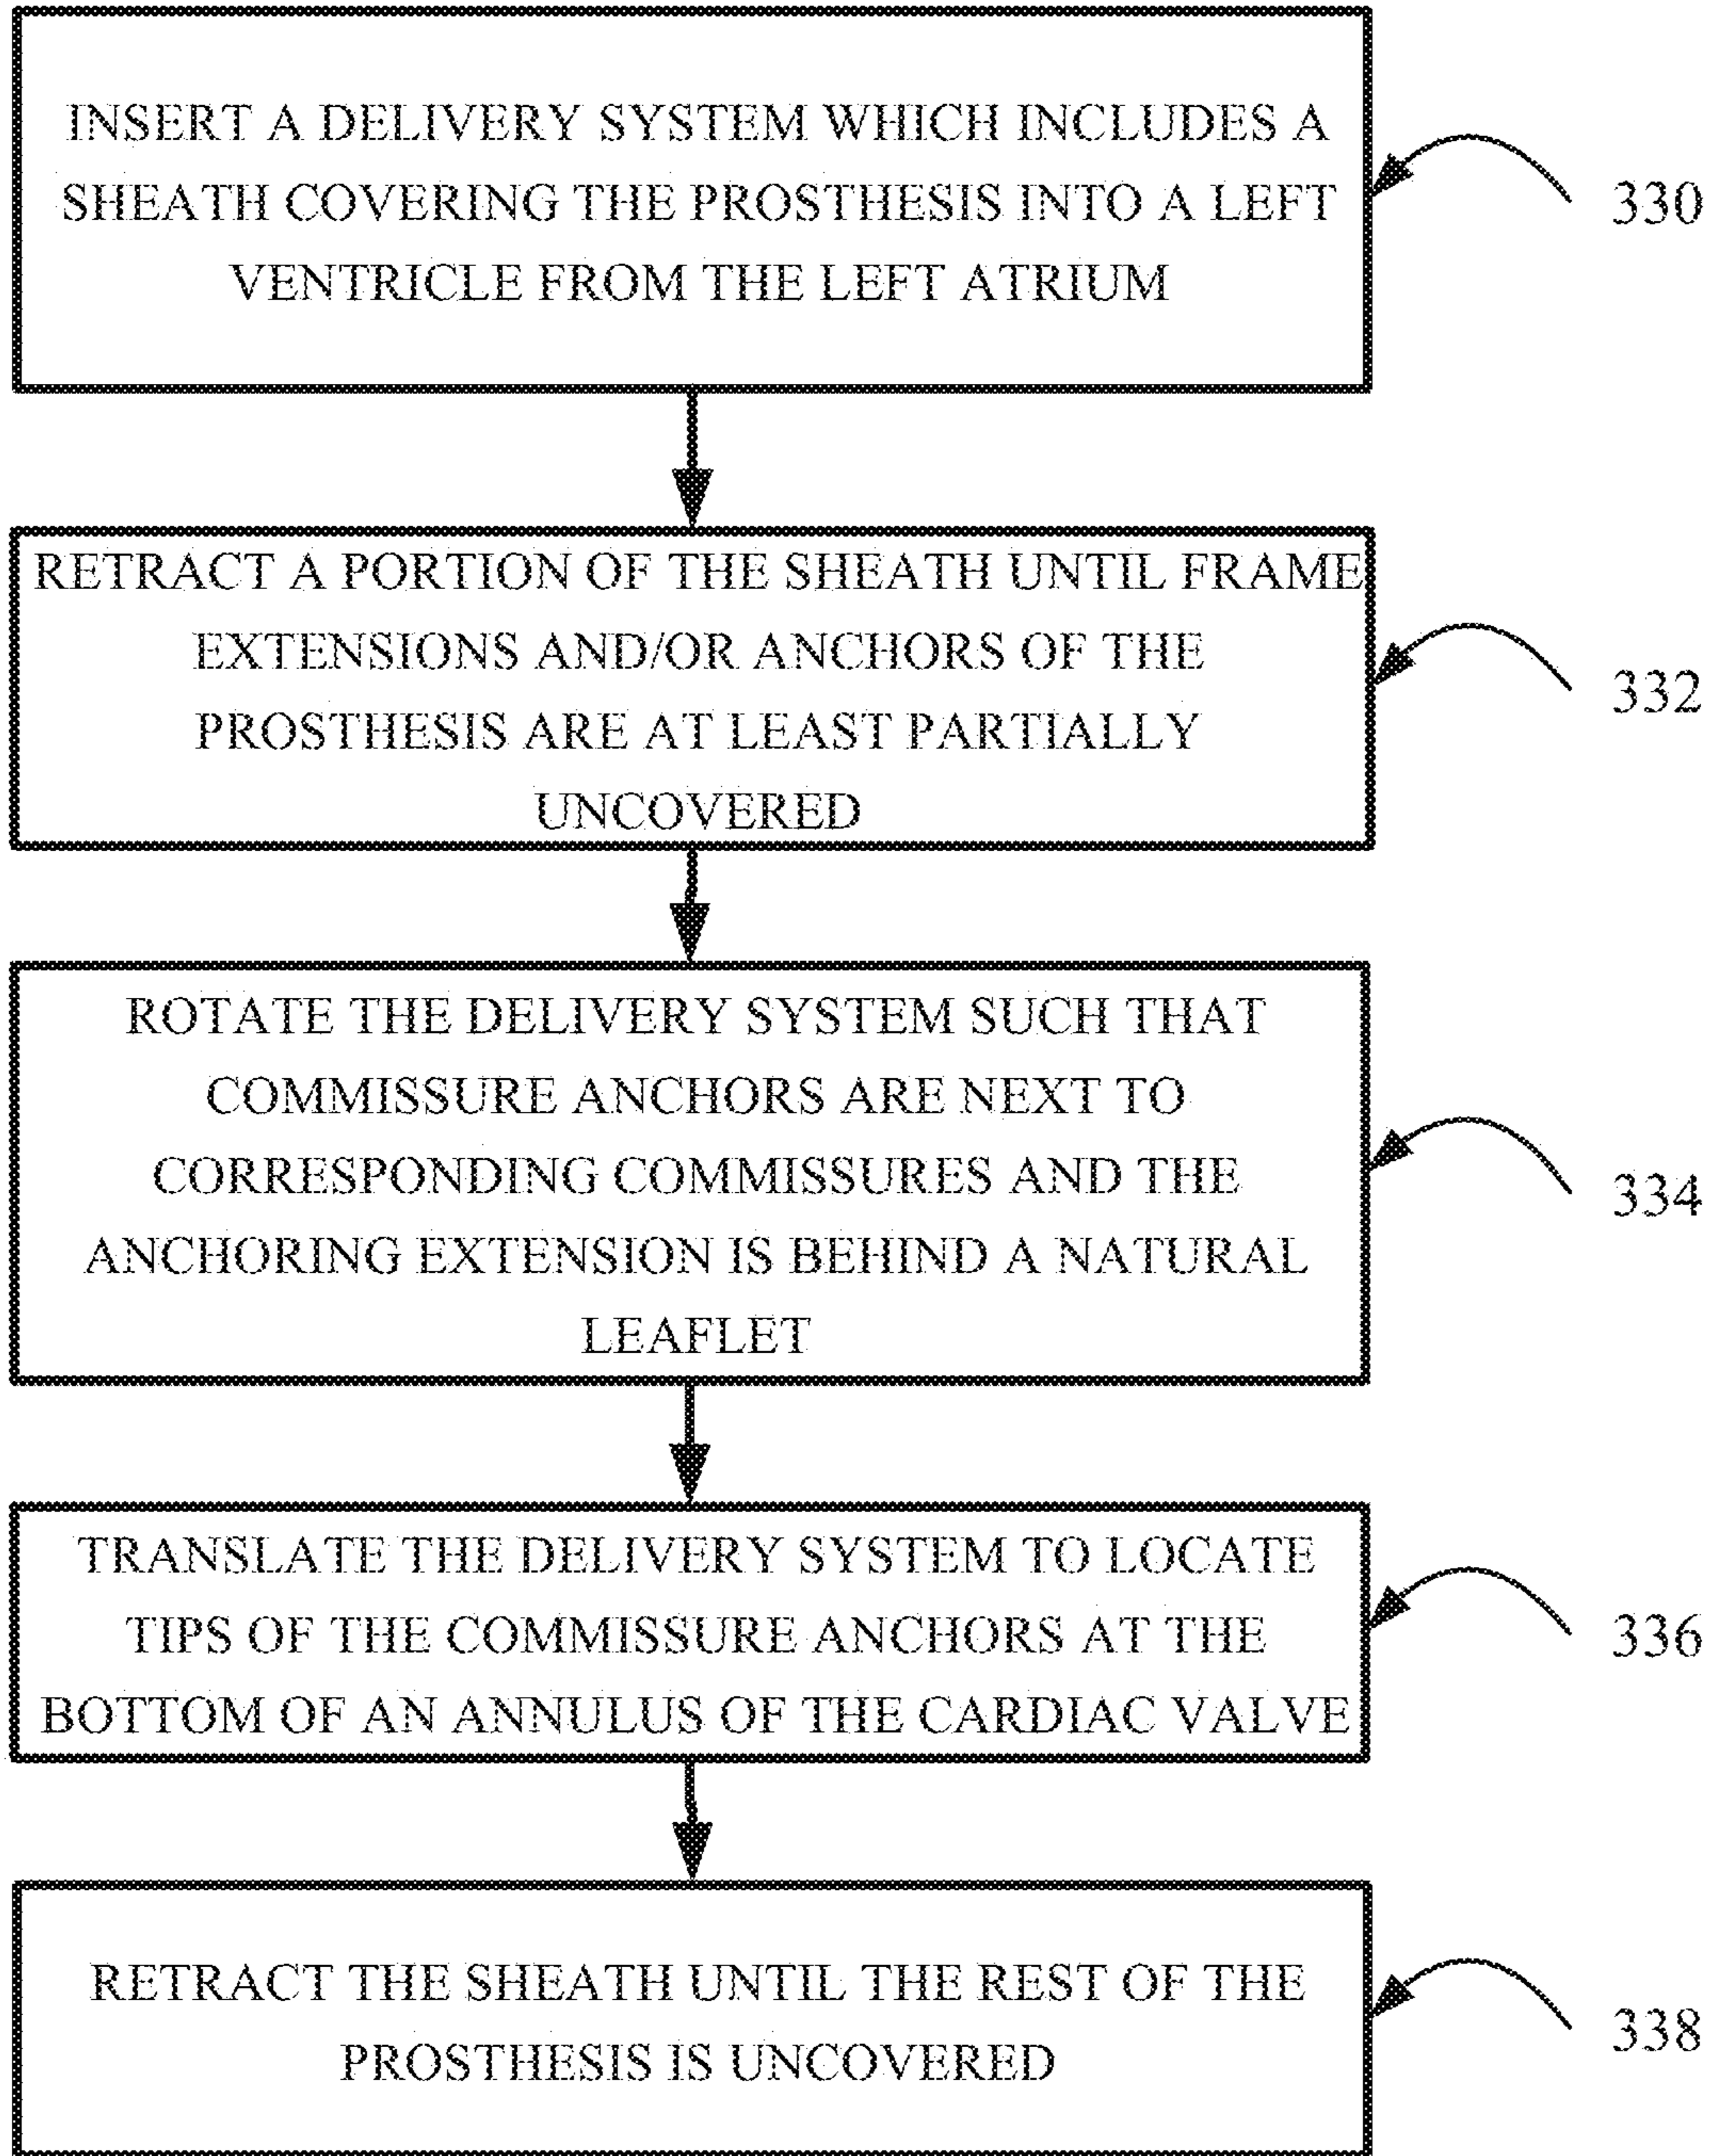 INSERT A DELIVERY SYSTEM WHICH INCLUDES A
SHEATH COVERING THE PROSTHESIS INTO A LEFT
VENTRICLE FROM THE LEFT ATRIUM
330
RETRACT A PORTION OF THE SHEATH UNTIL FRAME
EXTENSIONS AND/OR ANCHORS OF THE
PROSTHESIS ARE AT LEAST PARTIALLY
UNCOVERED
332
ROTATE THE DELIVERY SYSTEM SUCH THAT
COMMISSURE ANCHORS ARE NEXT TO
CORRESPONDING COMMISSURES AND THE
ANCHORING EXTENSION IS BEHIND A NATURAL
LEAFLET
334
TRANSLATE THE DELIVERY SYSTEM TO LOCATE
TIPS OF THE COMMISSURE ANCHORS AT THE
BOTTOM OF AN ANNULUS OF THE CARDIAC VALVE
336
RETRACT THE SHEATH UNTIL THE REST OF THE
PROSTHESIS IS UNCOVERED
338